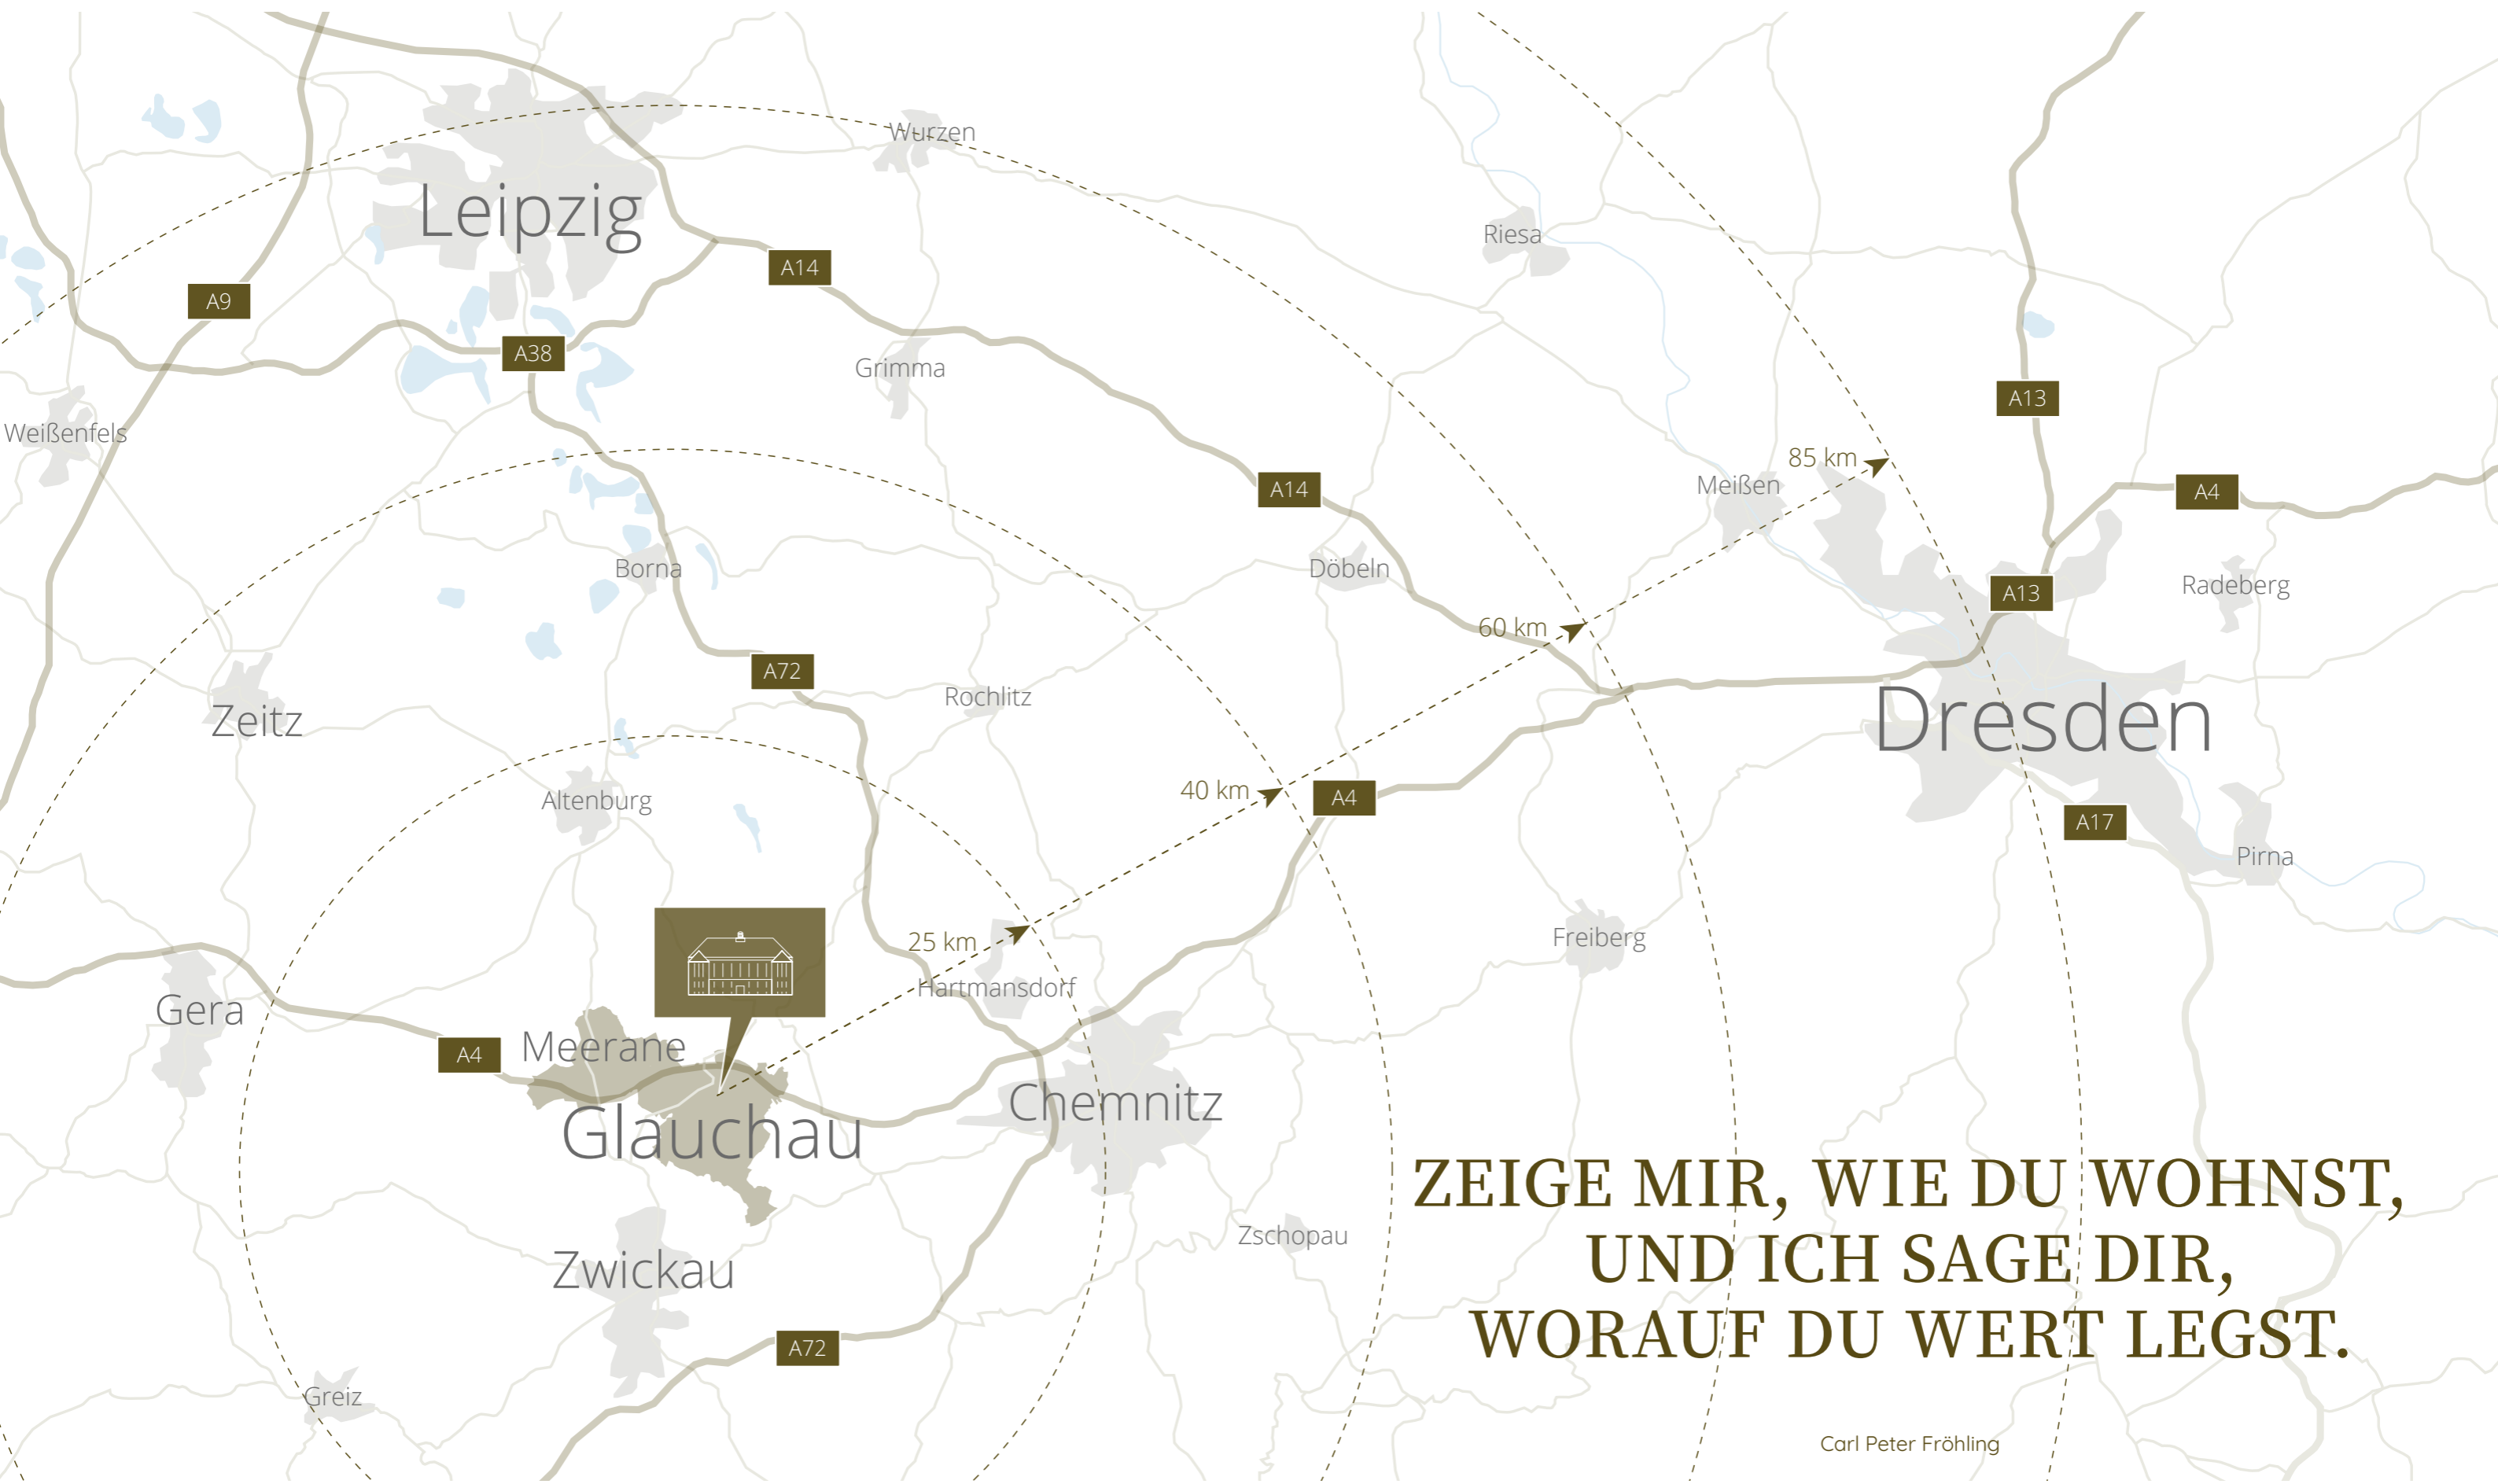 Wurzen
Leipzig
Riesa
A14
A9
A38
Grimma
A13
Weißenfels
85 km
Meißen
A14
A4
Borna
Döbeln
A13
Radeberg
60 km
A72
Rochlitz
Zeitz
Dresden
40 km
A4
Altenburg
A17
Pirna
25 km
Freiberg
Hartmansdorf
Gera
Meerane
A4
Chemnitz
Glauchau
Zschopau
Zwickau
A72
Greiz
ZEIGE MIR, WIE DU WOHNST,
UND ICH SAGE DIR,
WORAUF DU WERT LEGST.
Carl Peter Fröhling